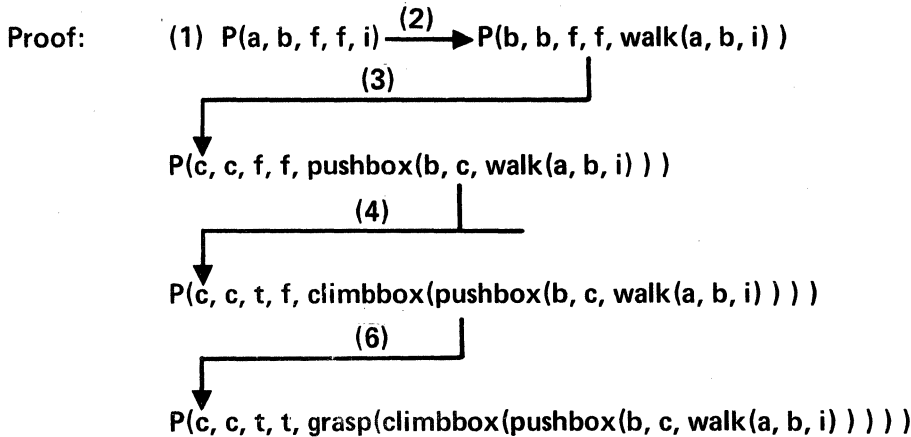 Proof: (1) P(a, b, f, f, i) (2) P(b, b, f, f, walk(a, b, i) )
(3)
P(c, c, f, f, pushbox(b, c, walk(a, b, i) ) )
(4)
P(c, c, t, f, climbbox(pushbox(b, c, walk(a, b, i) ) ) )
(6)
P(c, c, t, t, grasp(climbbox(pushbox(b, c, walk(a, b, i) ) ) ) )